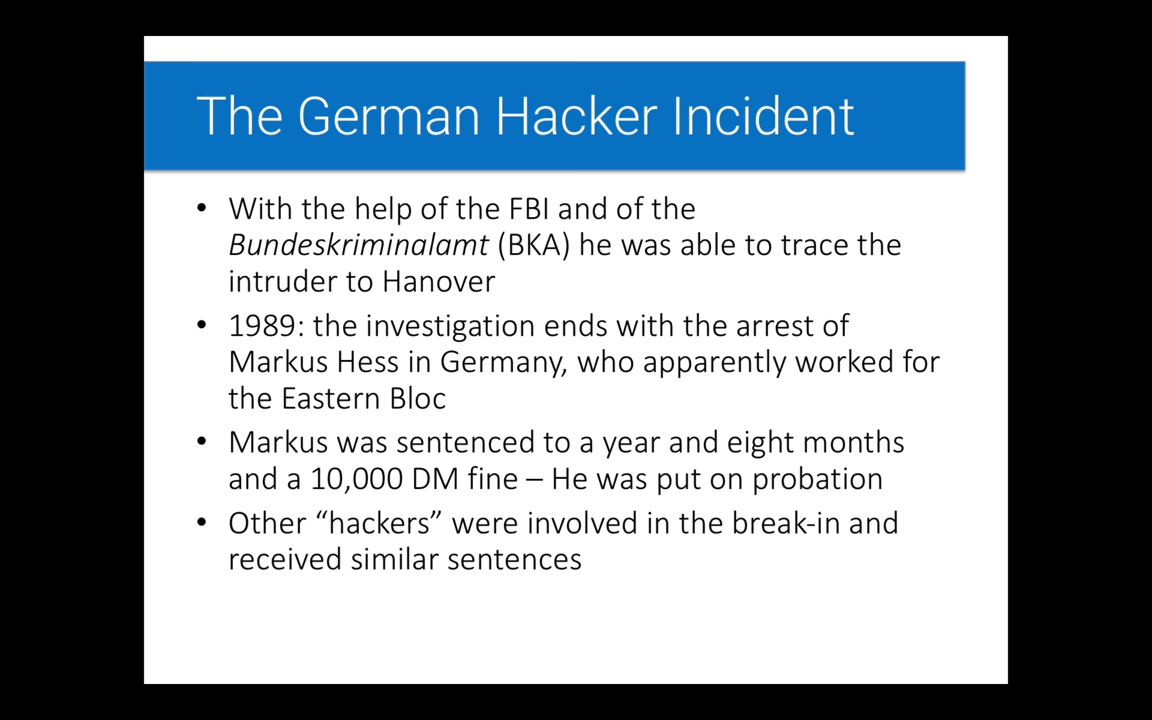 The German Hacker Incident
• With the help of the FBI and of the
Bundeskriminalamt (BKA) he was able to trace the
intruder to Hanover
• 1989: the investigation ends with the arrest of
Markus Hess in Germany, who apparently worked for
the Eastern Bloc
• Markus was sentenced to a year and eight months
and a 10,000 DM fine – He was put on probation
• Other “hackers” were involved in the break-in and
received similar sentences